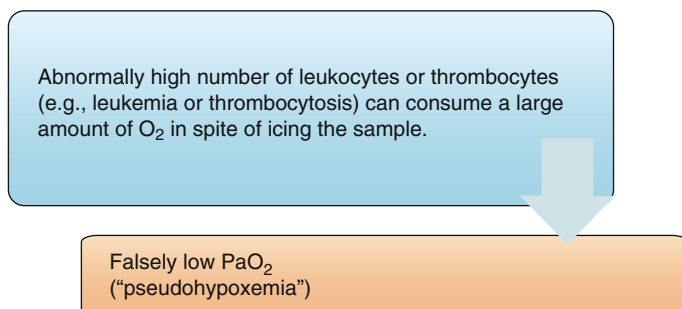 Abnormally high number of leukocytes or thrombocytes
(e.g., leukemia or thrombocytosis) can consume a large
amount of O₂ in spite of icing the sample.
Falsely low PaO₂
(“pseudohypoxemia”)